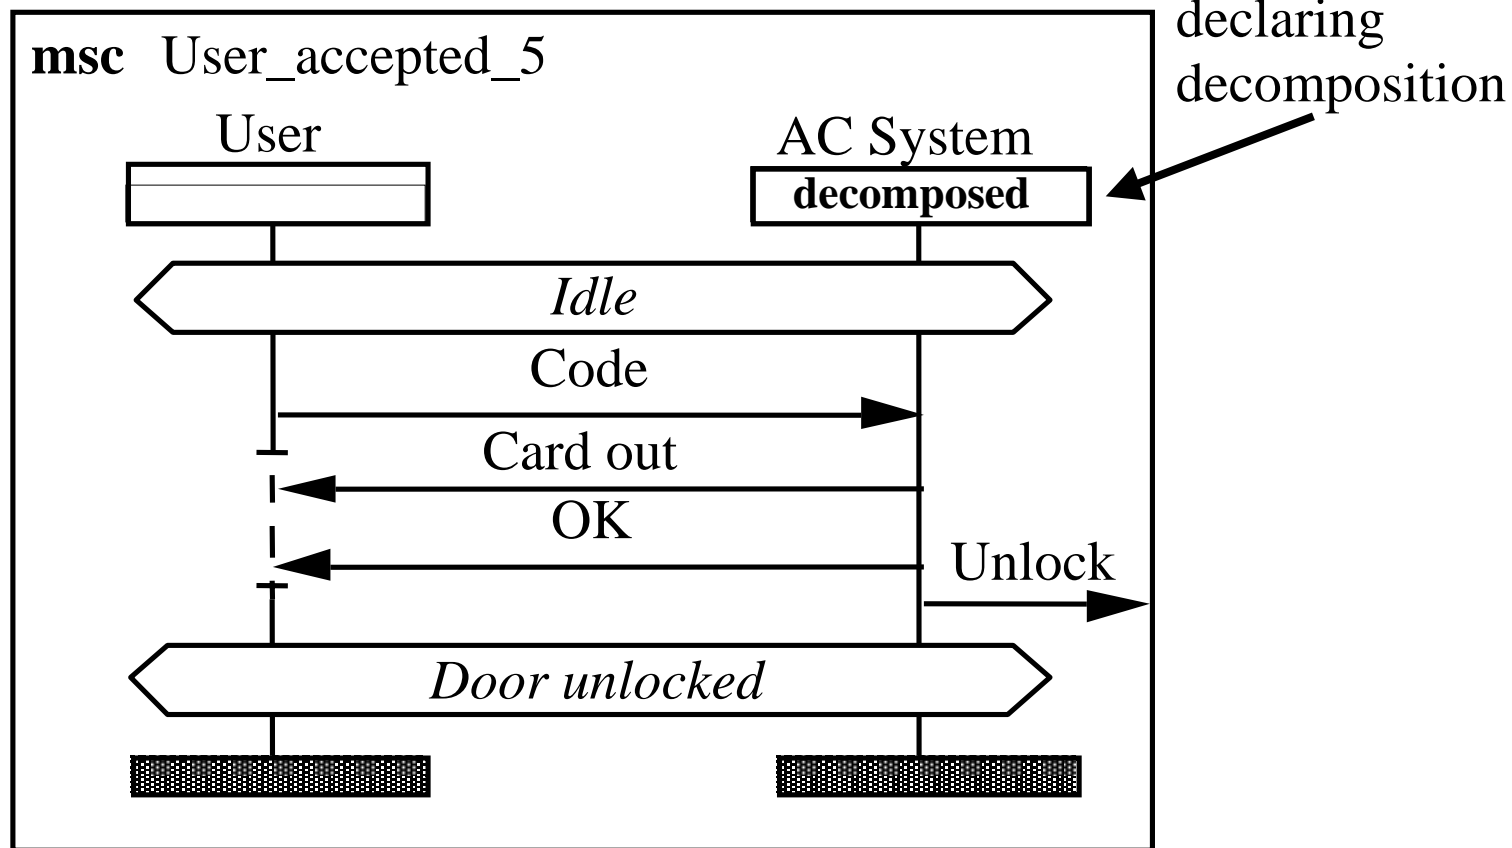 declaring
decomposition
msc User_accepted_5
User
AC System
decomposed
Idle
Code
Card out
OK
Unlock
Door unlocked